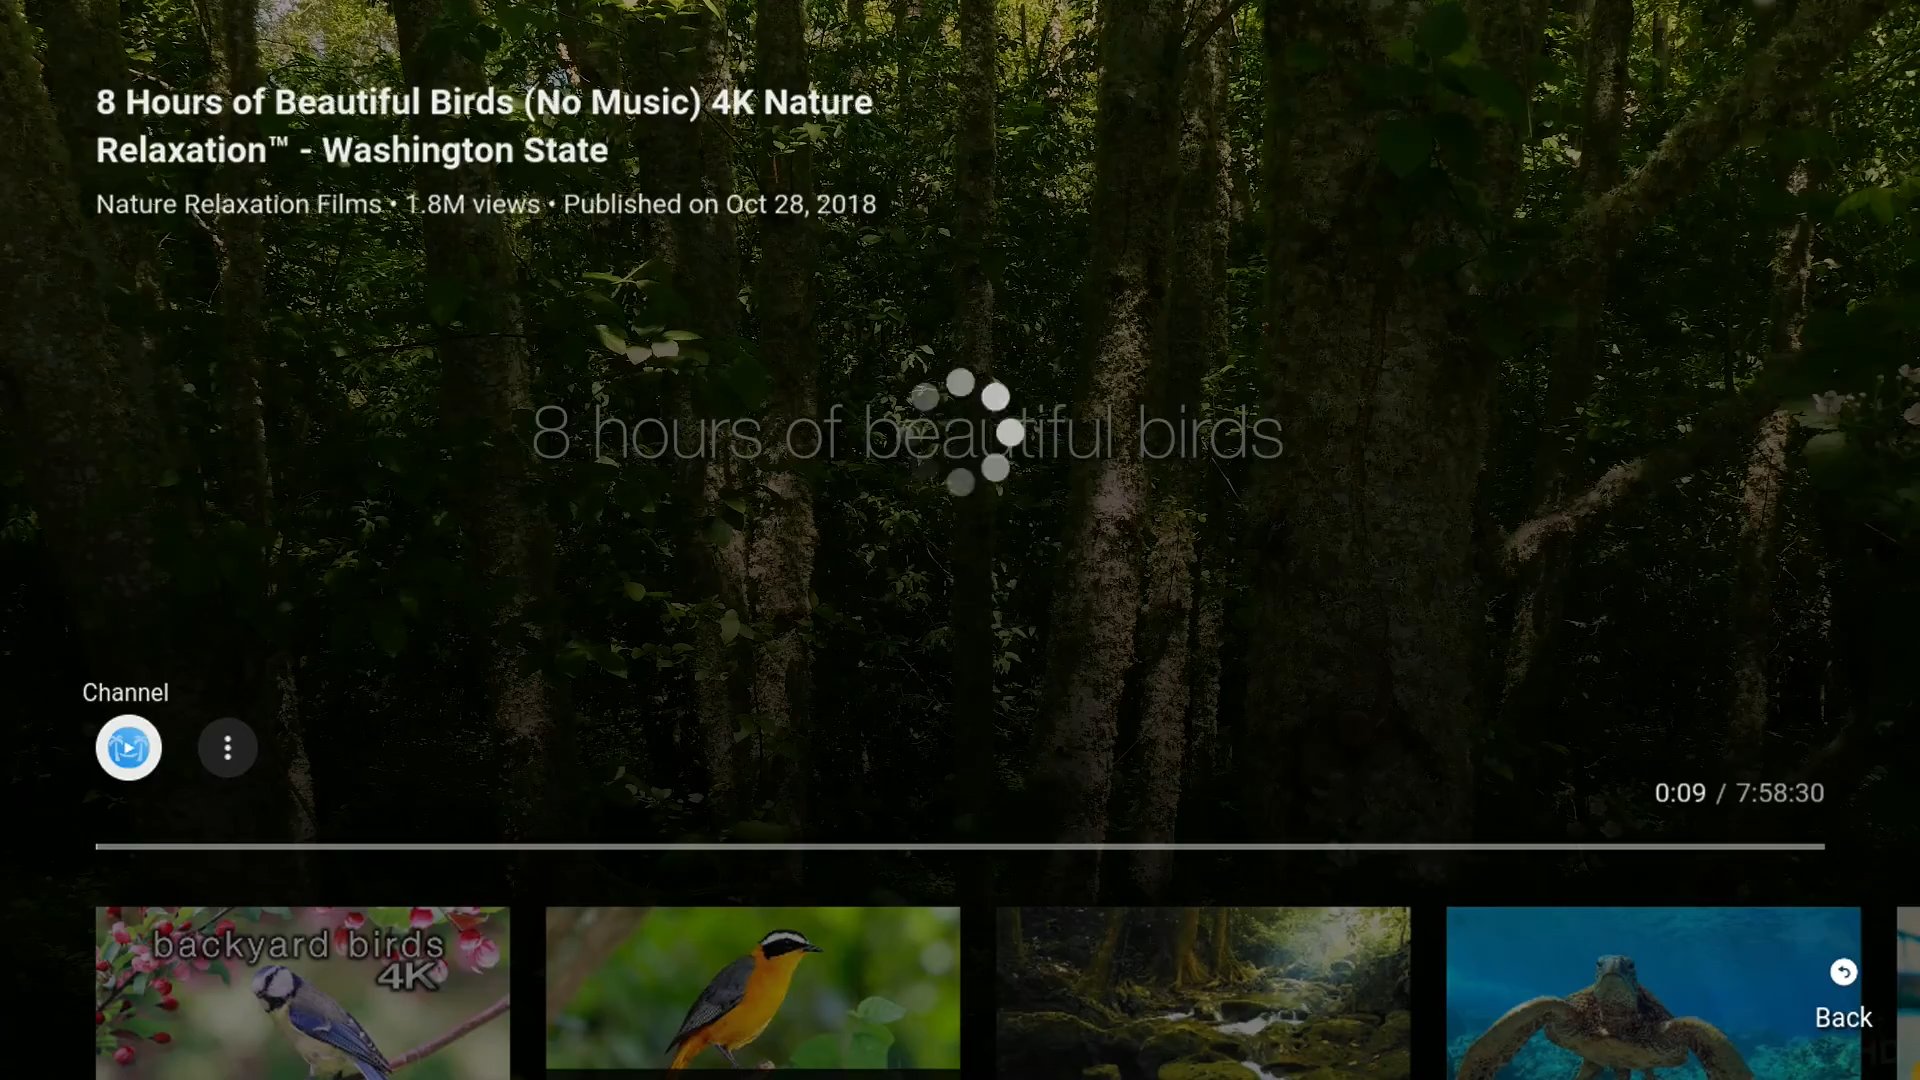 8 Hours of Beautiful Birds (No Music) 4K Nature
Relaxation™ - Washington State
Nature Relaxation Films • 1.8M views • Published on Oct 28, 2018
8 hours of beautiful birds
Channel
0:09 / 7:58:30
backyard birds
4K
Back